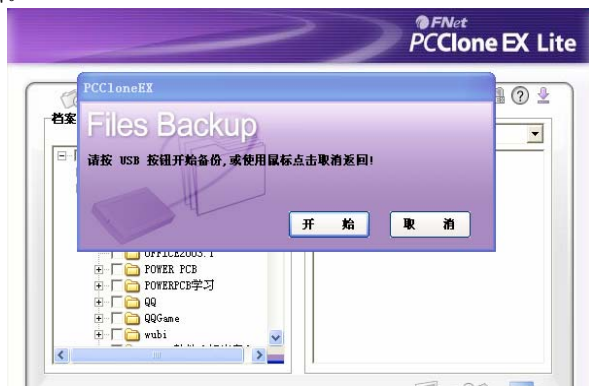 FNet
PCClone EX Lite
PCCloneEX
档案
Files Backup
请按 USB 按钮开始备份,或使用鼠标点击取消返回!
开 始
取 消
OFFICE2003.1
POWER PCB
POWERPCB学习
QQ
QQGame
wubi